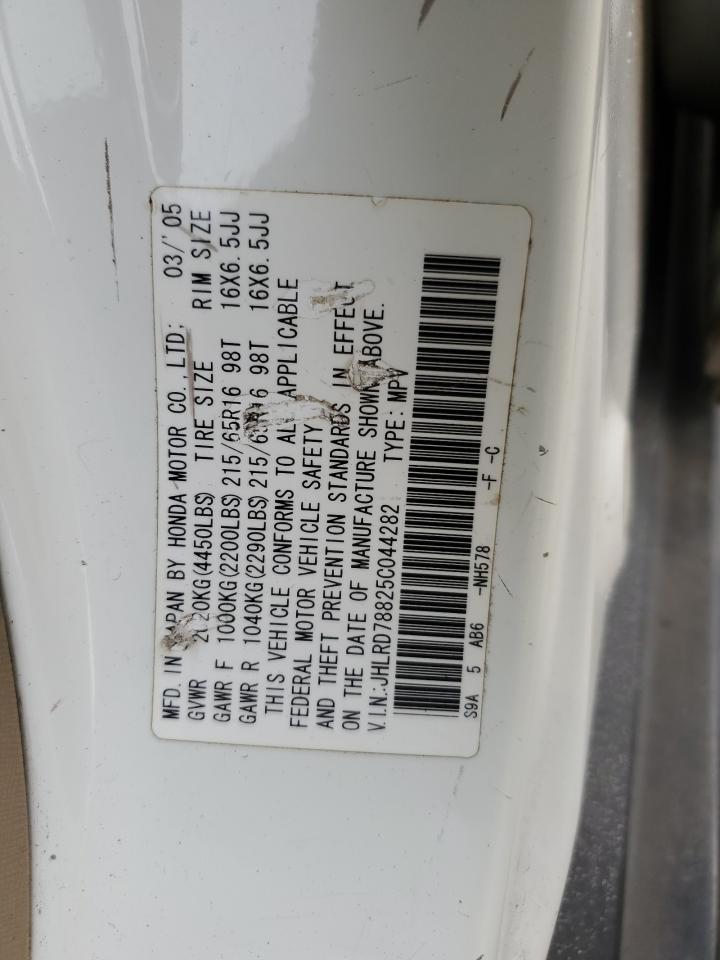 MFD. IN JAPAN BY HONDA MOTOR CO., LTD: 03/'05
GVWR 2020KG(4450LBS) TIRE SIZE RIM SIZE
GAWR F 1000KG(2200LBS) 215/65R16 98T 16X6.5JJ
GAWR R 1040KG(2290LBS) 215/65R16 98T 16X6.5JJ
THIS VEHICLE CONFORMS TO ALL APPLICABLE
FEDERAL MOTOR VEHICLE SAFETY
AND THEFT PREVENTION STANDARDS IN EFFECT
ON THE DATE OF MANUFACTURE SHOWN ABOVE.
V.I.N.:JHLRD78825C044282 TYPE: MPV
S9A 5 AB6 -NH578 -F -C